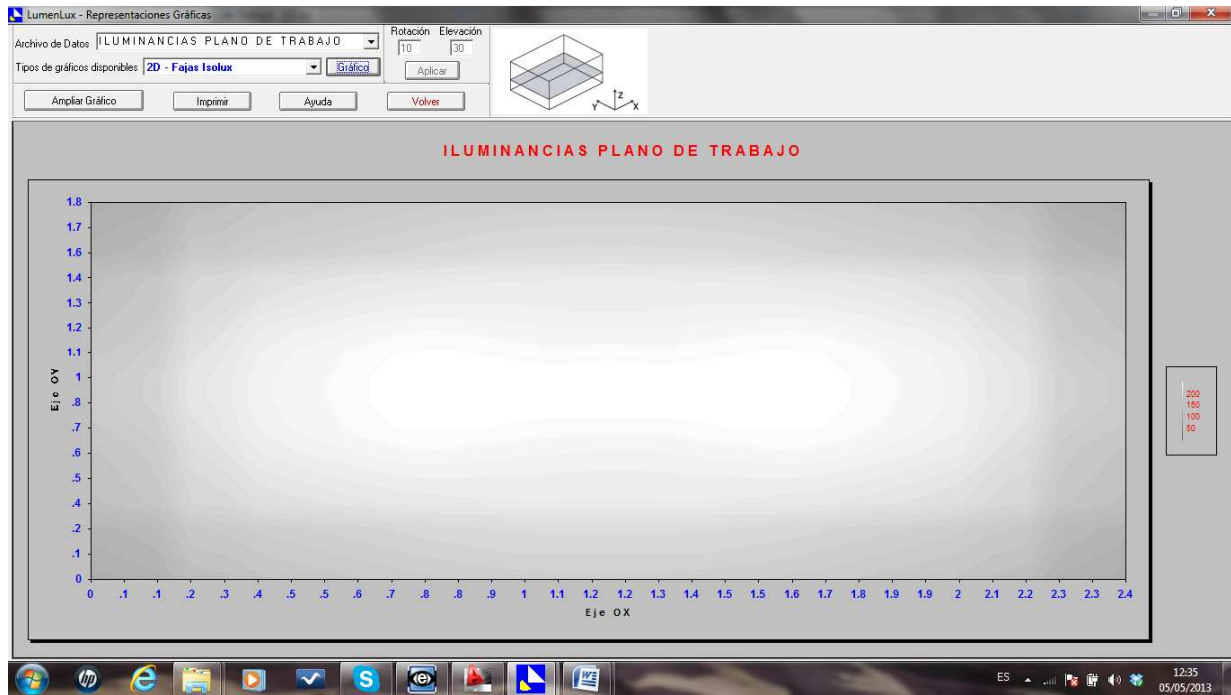 LumenLux - Representaciones Gráficas
Archivo de Datos ILUMINANCIAS PLANO DE TRABAJO
Rotación Elevación
10 30
Tipos de gráficos disponibles 2D - Fajas Isolux Gráfico
Aplicar
Ampliar Gráfico Imprimir Ayuda Volver
Y Z X
ILUMINANCIAS PLANO DE TRABAJO
1.8
1.7
1.6
1.4
1.3
1.2
1.1
1
.8
.7
.6
.5
.4
.2
.1
0
Eje OY
0 .1 .1 .2 .3 .4 .5 .5 .6 .7 .8 .8 .9 1 1.1 1.2 1.2 1.3 1.4 1.5 1.5 1.6 1.7 1.8 1.9 1.9 2 2.1 2.2 2.3 2.3 2.4
Eje OX
200
150
100
50
ES 12:35
05/05/2013